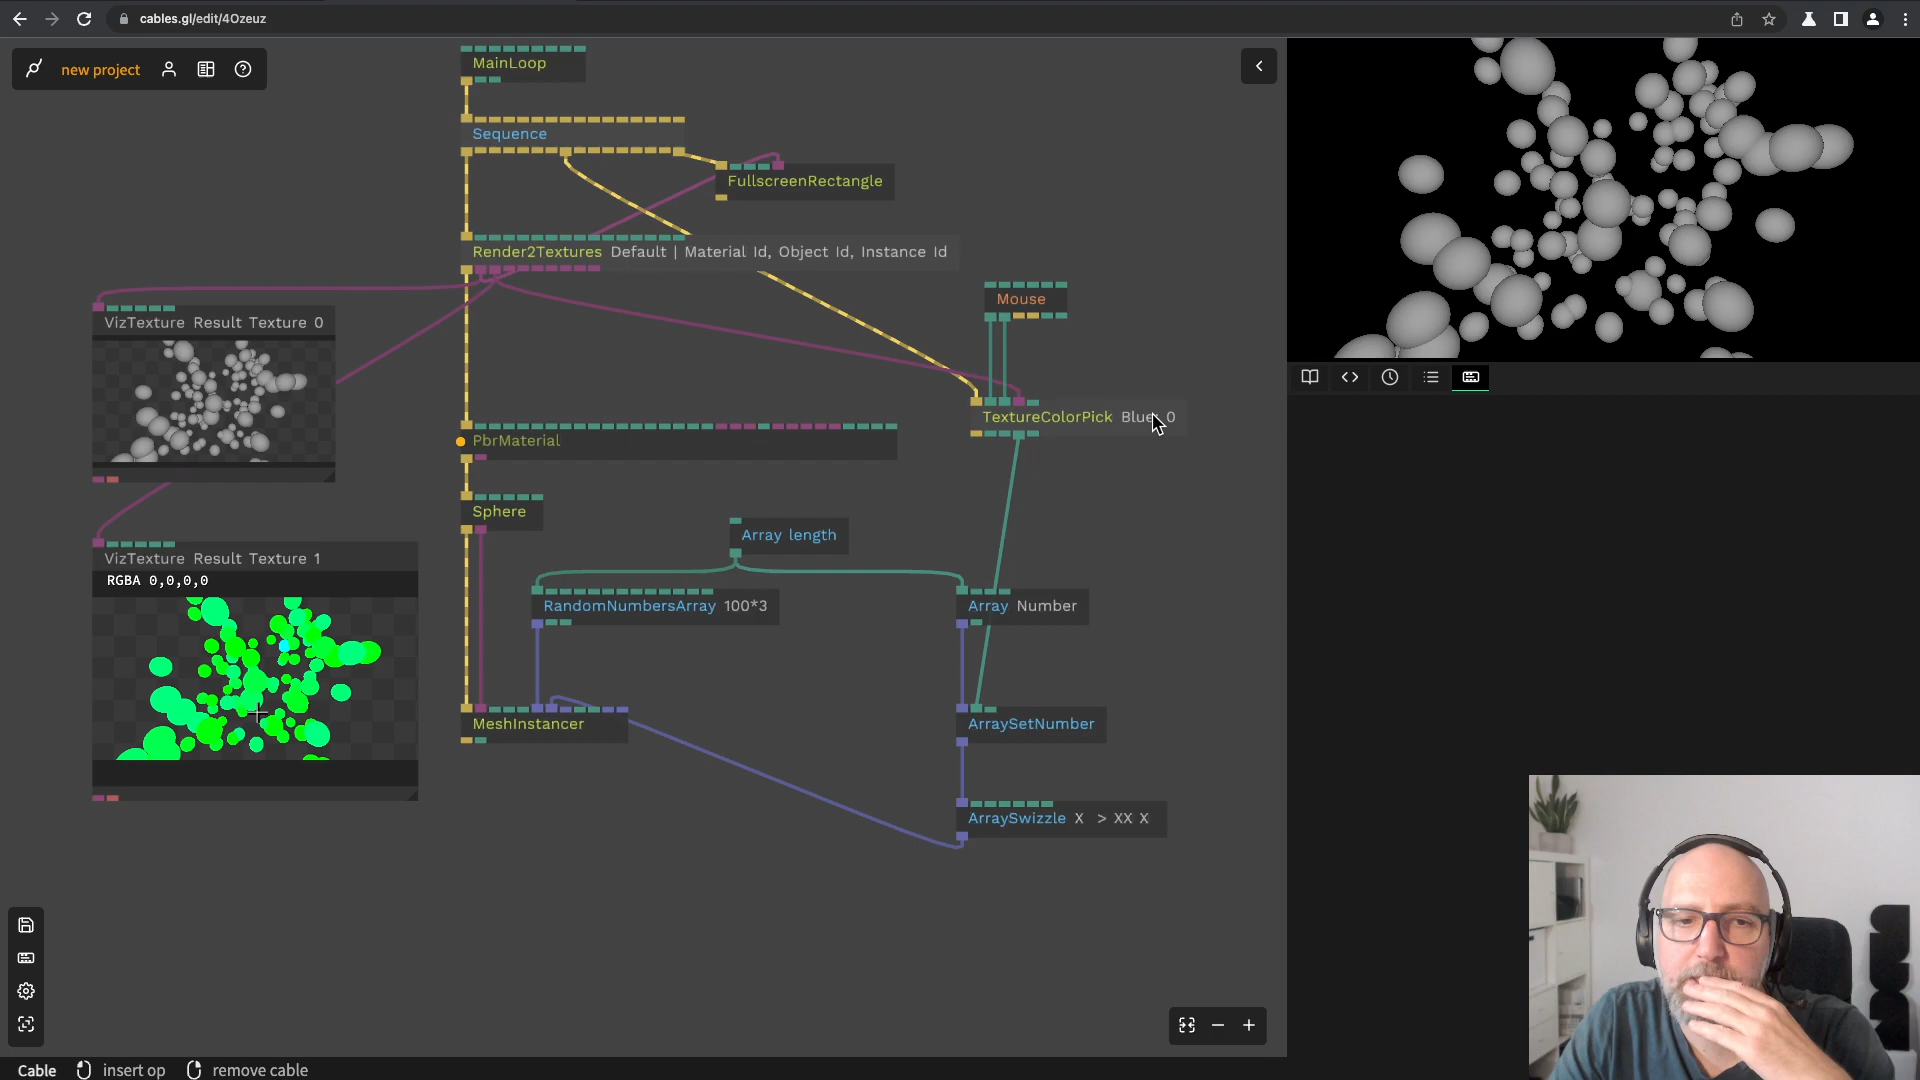 cables.gl/edit/4Ozeuz
new project
MainLoop
Sequence
FullscreenRectangle
Render2Textures Default | Material Id, Object Id, Instance Id
Mouse
VizTexture Result Texture 0
TextureColorPick Blue 0
PbrMaterial
Sphere
Array length
VizTexture Result Texture 1
RGBA 0,0,0,0
RandomNumbersArray 100*3
Array Number
MeshInstancer
ArraySetNumber
ArraySwizzle X > XX X
Cable insert op remove cable